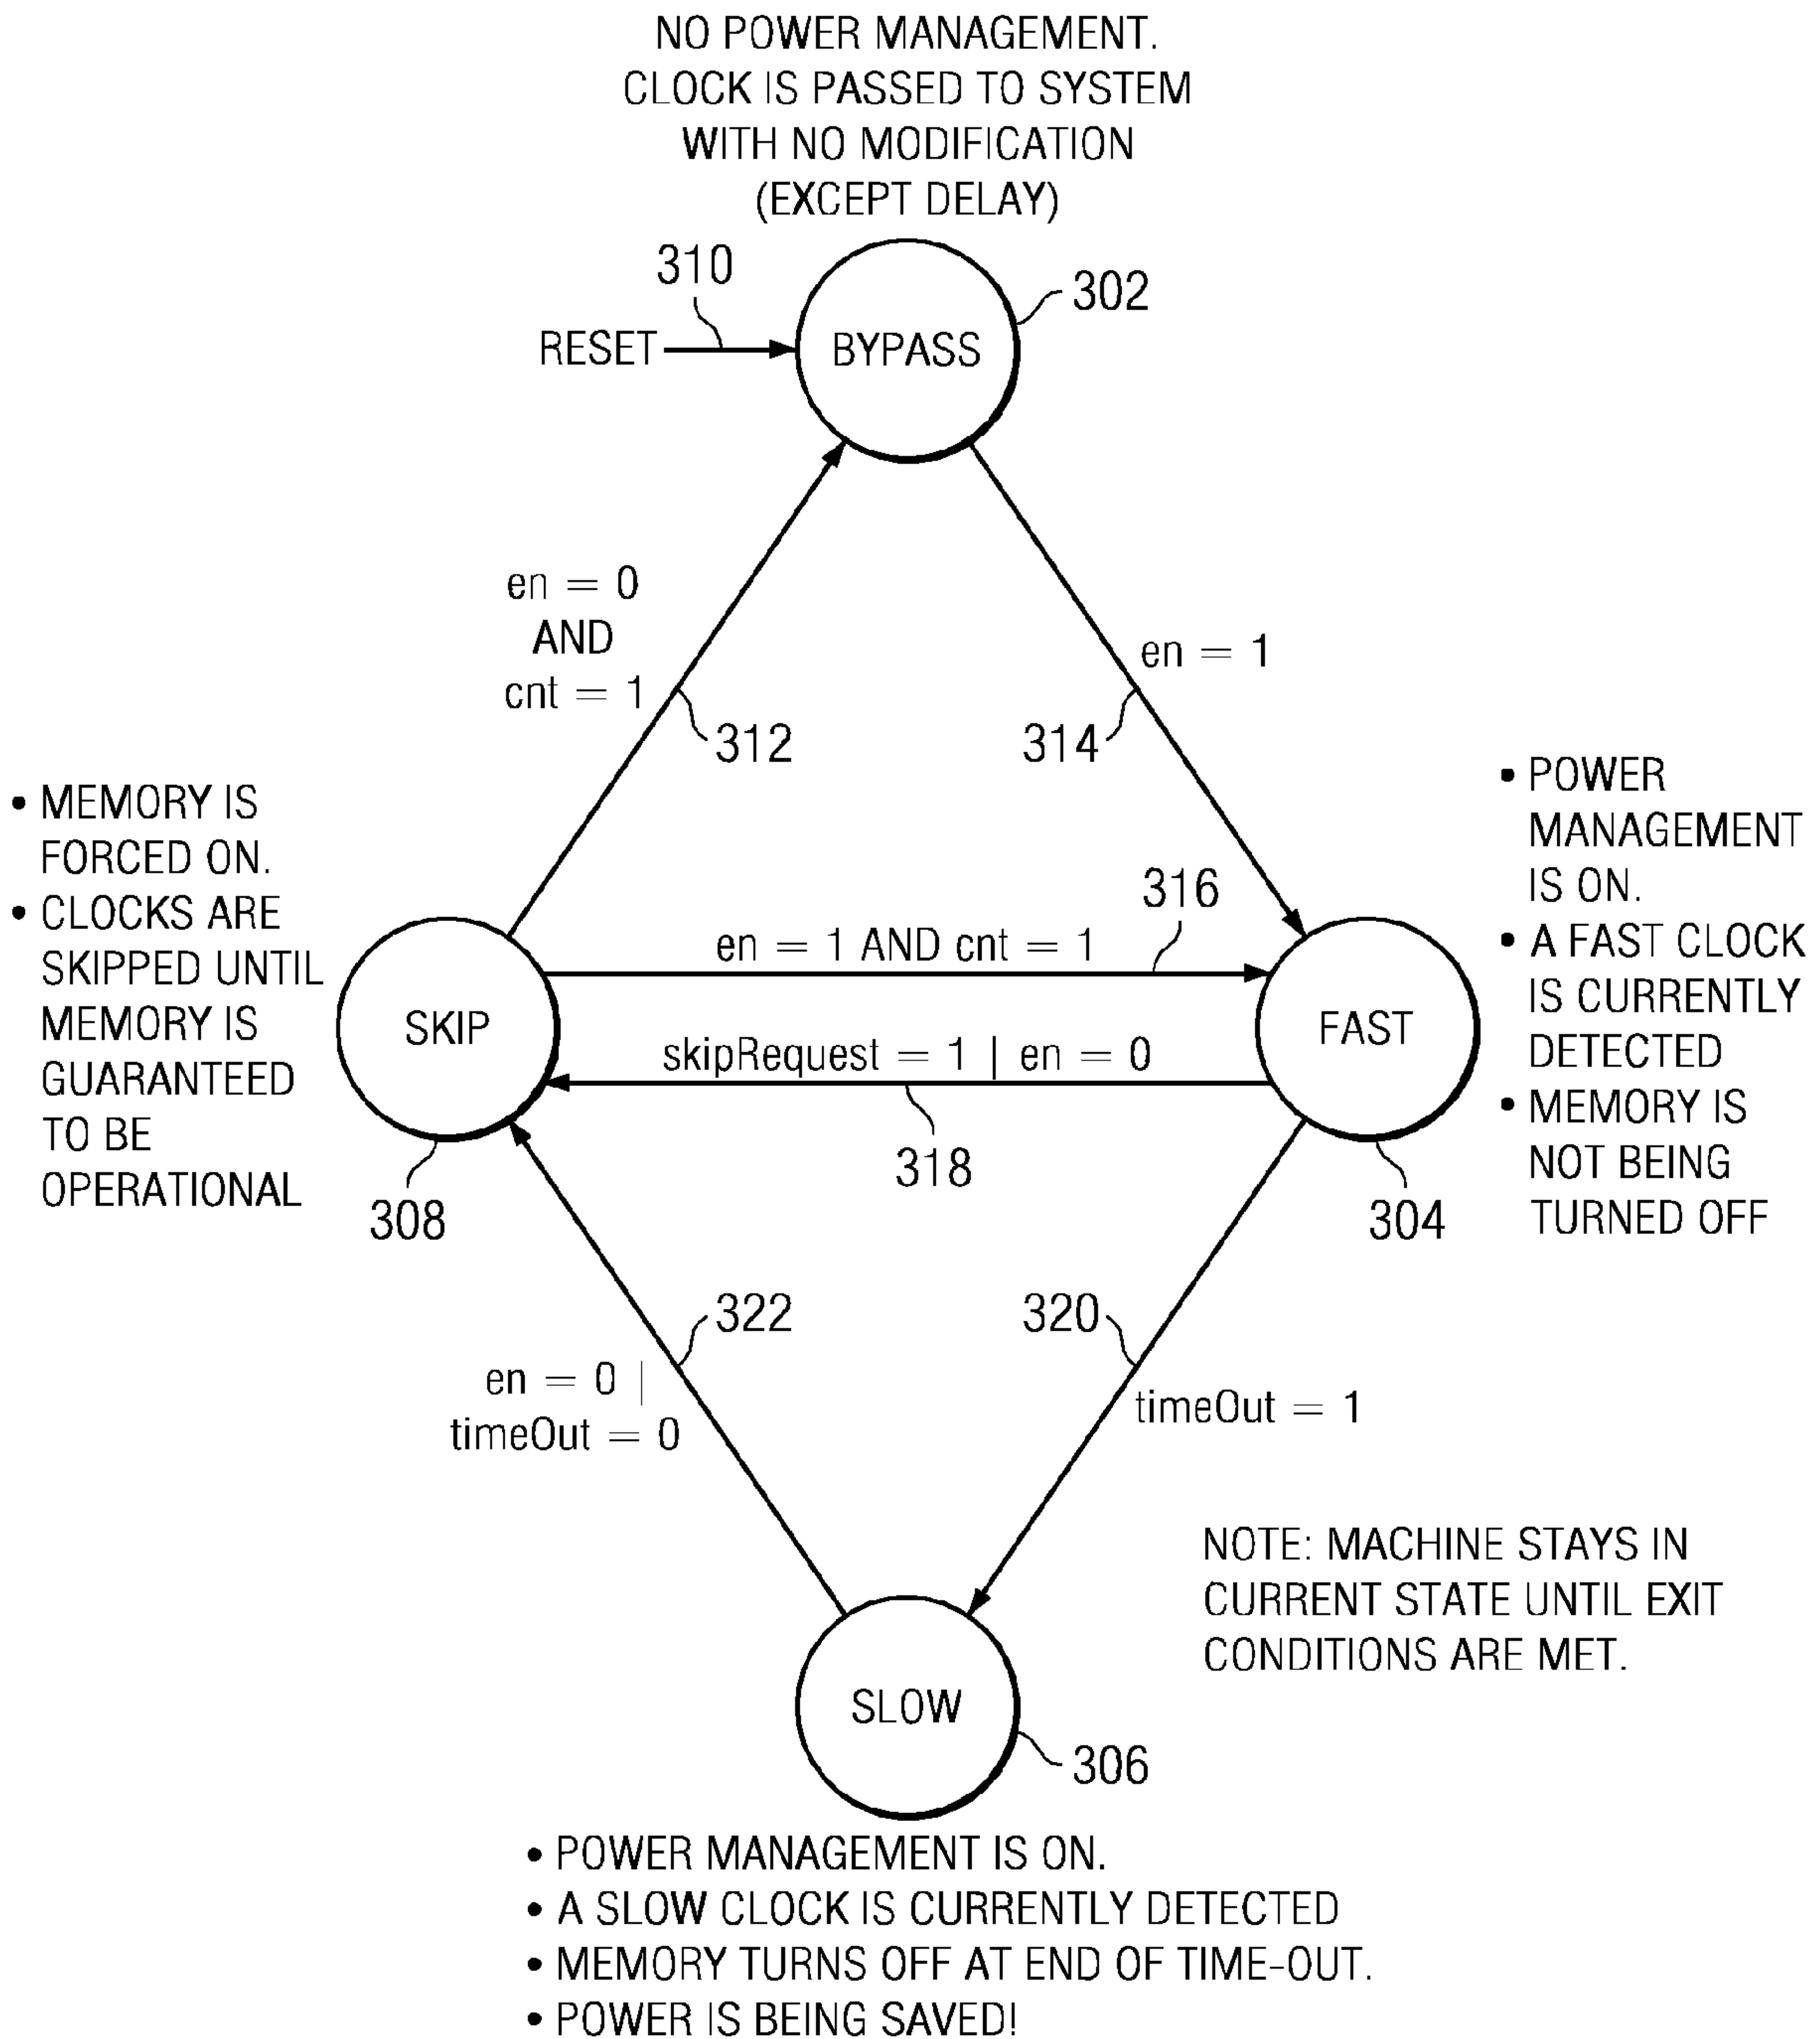 NO POWER MANAGEMENT.
CLOCK IS PASSED TO SYSTEM
WITH NO MODIFICATION
(EXCEPT DELAY)
310
302
RESET
BYPASS
en = 0
AND
cnt = 1
312
en = 1
314
• MEMORY IS
FORCED ON.
• CLOCKS ARE
SKIPPED UNTIL
MEMORY IS
GUARANTEED
TO BE
OPERATIONAL
SKIP
308
316
en = 1 AND cnt = 1
skipRequest = 1 | en = 0
318
FAST
304
• POWER
MANAGEMENT
IS ON.
• A FAST CLOCK
IS CURRENTLY
DETECTED
• MEMORY IS
NOT BEING
TURNED OFF
322
en = 0 |
timeOut = 0
320
timeOut = 1
NOTE: MACHINE STAYS IN
CURRENT STATE UNTIL EXIT
CONDITIONS ARE MET.
SLOW
306
• POWER MANAGEMENT IS ON.
• A SLOW CLOCK IS CURRENTLY DETECTED
• MEMORY TURNS OFF AT END OF TIME-OUT.
• POWER IS BEING SAVED!